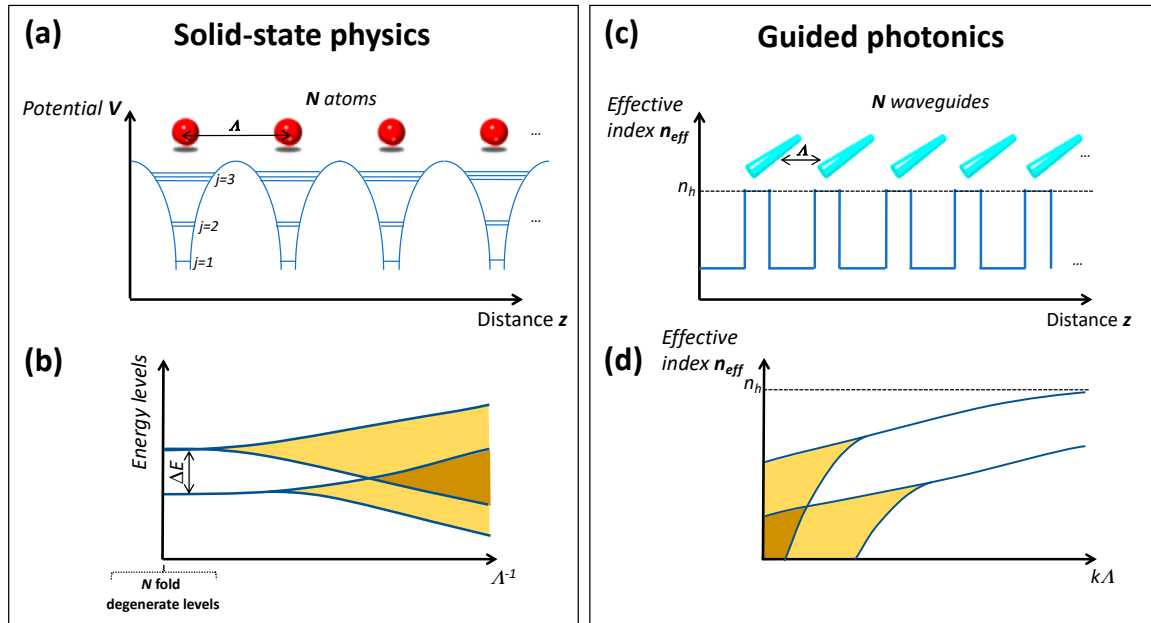 (a) Solid-state physics
Potential V
N atoms
Λ
...
j=3
j=2
j=1
...
Distance z
(b)
Energy levels
ΔE
Λ-1
N fold
degenerate levels
(c) Guided photonics
Effective
index neff
N waveguides
Λ
...
nh
...
Distance z
(d)
Effective
index neff
nh
kΛ